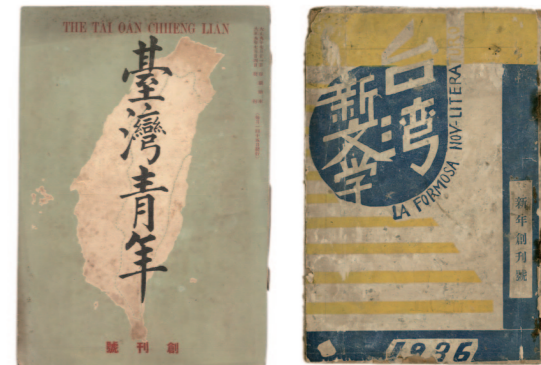 THE TAI OAN CHHENG LIAN
臺灣青年
創刊號
台湾
新文学
LA FORMOSA NOV-LITERA
新年創刊號
1936